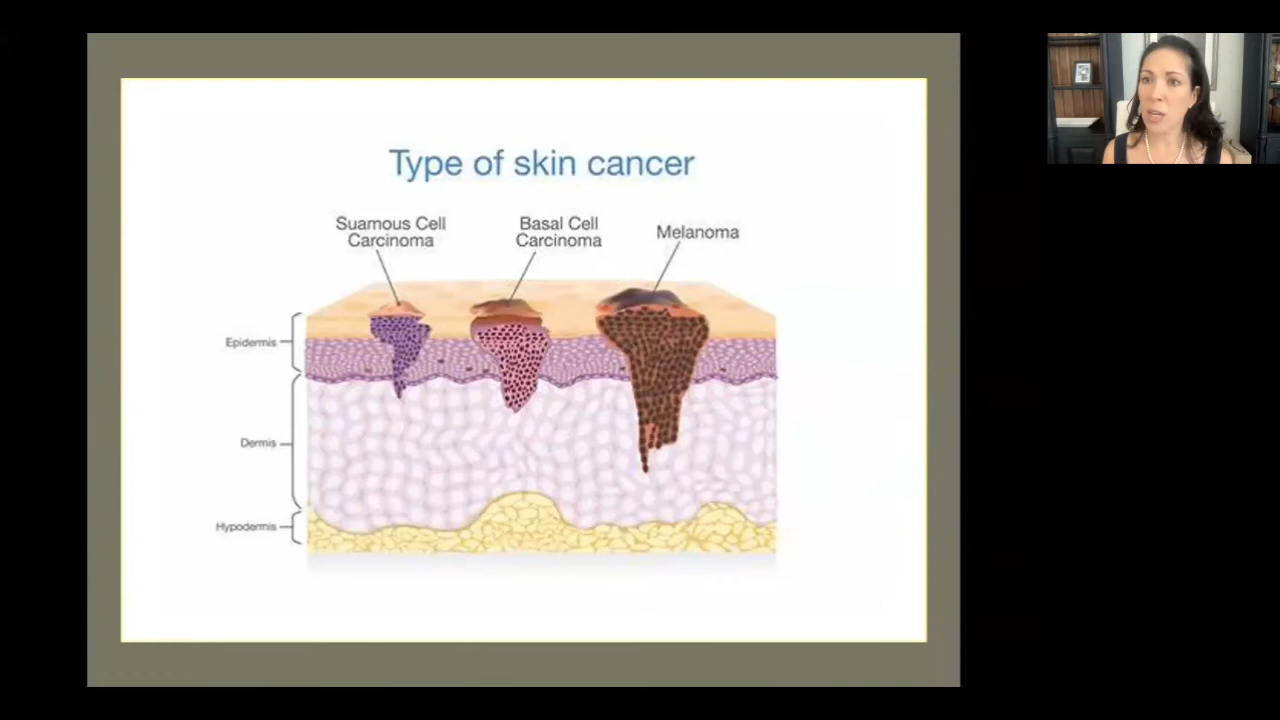 Type of skin cancer
Suamous Cell
Carcinoma
Basal Cell
Carcinoma
Melanoma
Epidermis
Dermis
Hypodermis